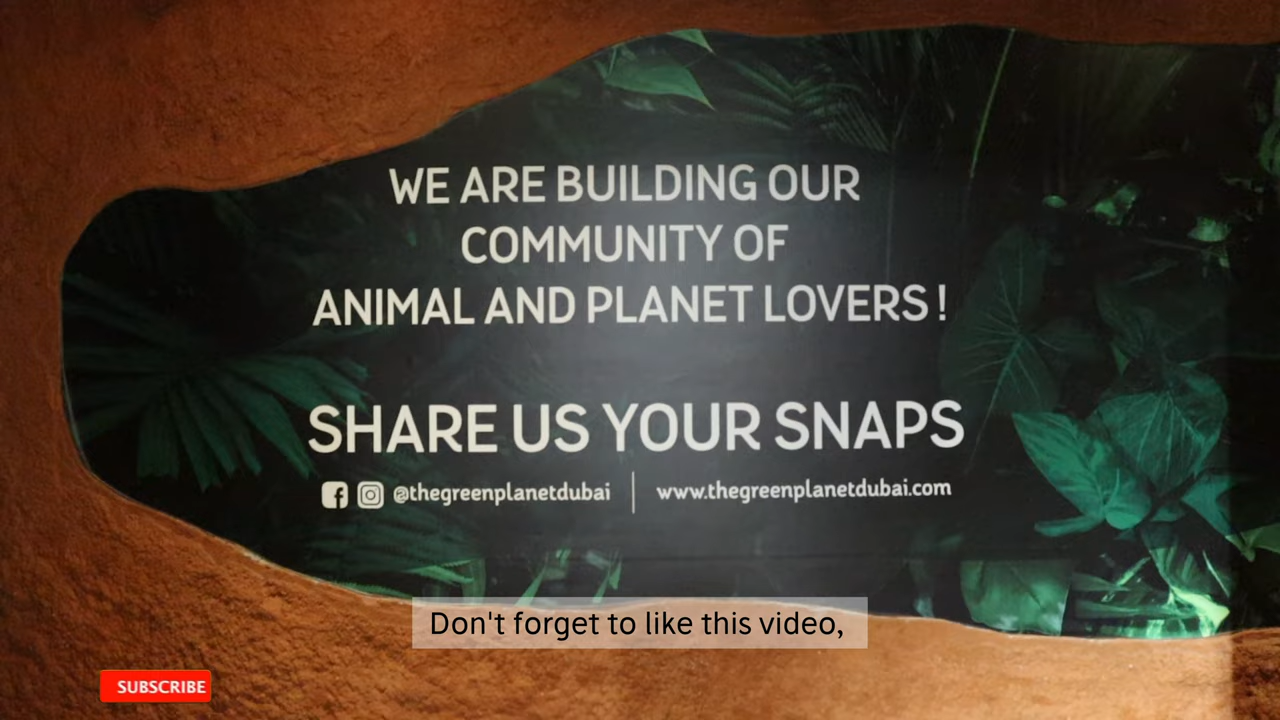 WE ARE BUILDING OUR
COMMUNITY OF
ANIMAL AND PLANET LOVERS !
SHARE US YOUR SNAPS
@thegreenplanetdubai | www.thegreenplanetdubai.com
Don't forget to like this video,
SUBSCRIBE